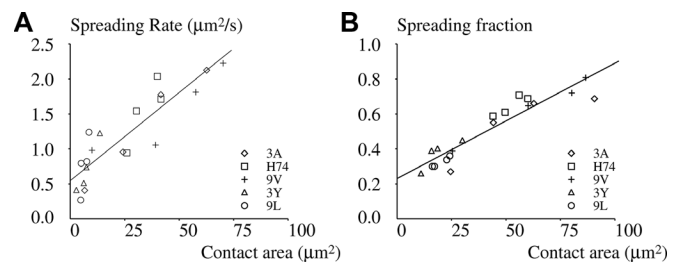 A Spreading Rate (μm²/s)
2.5
2.0
1.5
1.0
0.5
0.0
3A
H74
9V
3Y
9L
0 25 50 75 100
Contact area (μm²)
B Spreading fraction
1.0
0.8
0.6
0.4
0.2
0.0
3A
H74
9V
3Y
9L
0 25 50 75 100
Contact area (μm²)